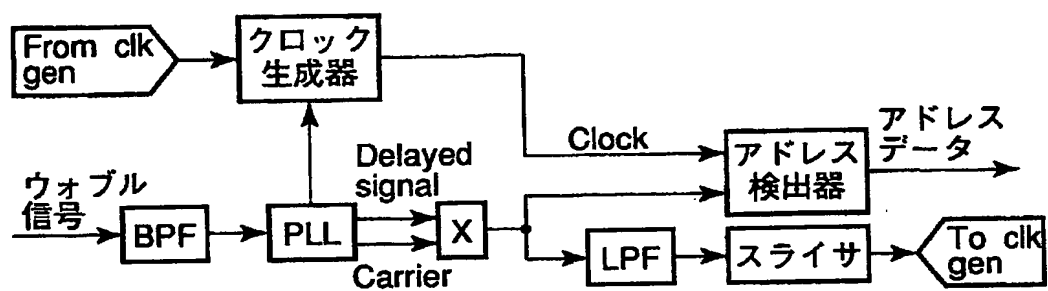 From clk
gen
クロック
生成器
Clock
アドレス
検出器
アドレス
データ
ウォブル
信号
BPF
PLL
Delayed
signal
Carrier
X
LPF
スライサ
To clk
gen